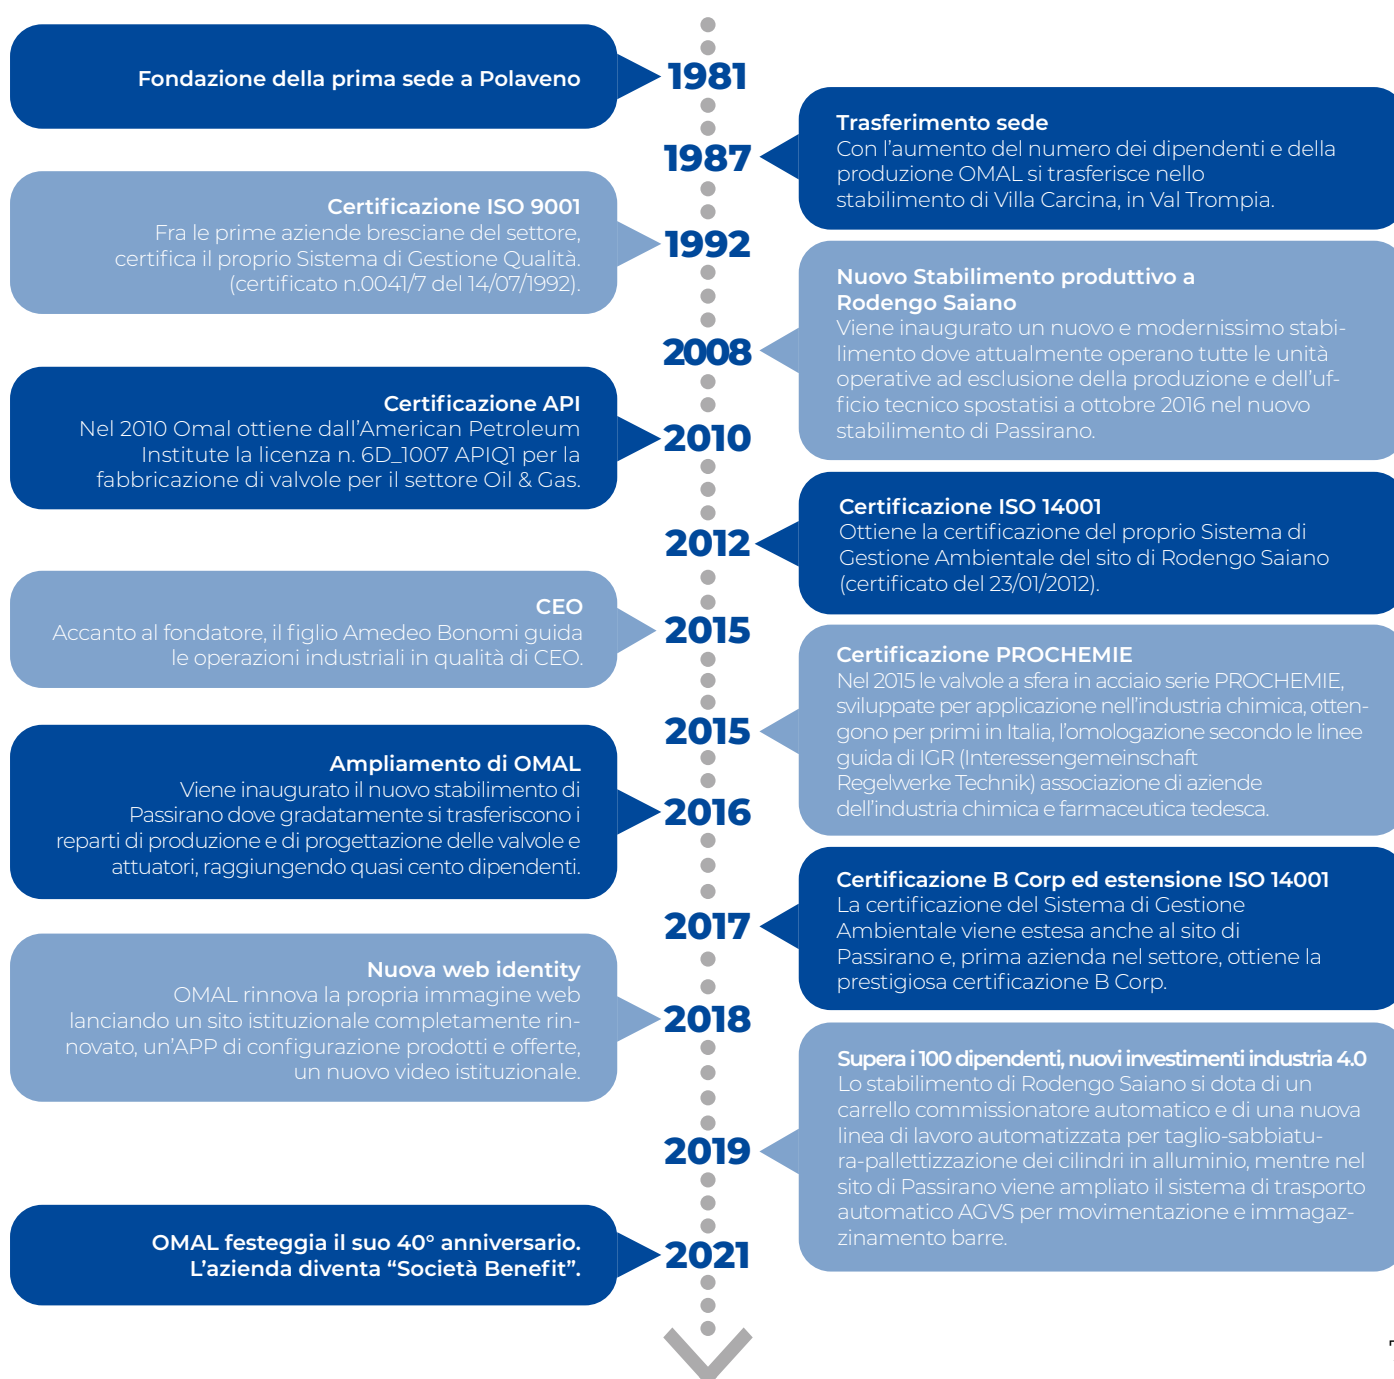 Fondazione della prima sede a Polaveno
1981
Trasferimento sede
Con l'aumento del numero dei dipendenti e della
produzione OMAL si trasferisce nello
stabilimento di Villa Carcina, in Val Trompia.
1987
Certificazione ISO 9001
Fra le prime aziende bresciane del settore,
certifica il proprio Sistema di Gestione Qualità.
(certificato n.0041/7 del 14/07/1992).
1992
Nuovo Stabilimento produttivo a
Rodengo Saiano
Viene inaugurato un nuovo e modernissimo stabi-
limento dove attualmente operano tutte le unità
operative ad esclusione della produzione e dell'uf-
ficio tecnico spostatisi a ottobre 2016 nel nuovo
stabilimento di Passirano.
2008
Certificazione API
Nel 2010 Omal ottiene dall'American Petroleum
Institute la licenza n. 6D_1007 APIQ1 per la
fabbricazione di valvole per il settore Oil & Gas.
2010
Certificazione ISO 14001
Ottiene la certificazione del proprio Sistema di
Gestione Ambientale del sito di Rodengo Saiano
(certificato del 23/01/2012).
2012
CEO
Accanto al fondatore, il figlio Amedeo Bonomi guida
le operazioni industriali in qualità di CEO.
2015
Certificazione PROCHEMIE
Nel 2015 le valvole a sfera in acciaio serie PROCHEMIE,
sviluppate per applicazione nell'industria chimica, otten-
gono per primi in Italia, l'omologazione secondo le linee
guida di IGR (Interessengemeinschaft
Regelwerke Technik) associazione di aziende
dell'industria chimica e farmaceutica tedesca.
2015
Ampliamento di OMAL
Viene inaugurato il nuovo stabilimento di
Passirano dove gradatamente si trasferiscono i
reparti di produzione e di progettazione delle valvole e
attuatori, raggiungendo quasi cento dipendenti.
2016
Certificazione B Corp ed estensione ISO 14001
La certificazione del Sistema di Gestione
Ambientale viene estesa anche al sito di
Passirano e, prima azienda nel settore, ottiene la
prestigiosa certificazione B Corp.
2017
Nuova web identity
OMAL rinnova la propria immagine web
lanciando un sito istituzionale completamente rin-
novato, un'APP di configurazione prodotti e offerte,
un nuovo video istituzionale.
2018
Supera i 100 dipendenti, nuovi investimenti industria 4.0
Lo stabilimento di Rodengo Saiano si dota di un
carrello commissionatore automatico e di una nuova
linea di lavoro automatizzata per taglio-sabbiatu-
ra-pallettizzazione dei cilindri in alluminio, mentre nel
sito di Passirano viene ampliato il sistema di trasporto
automatico AGVS per movimentazione e immagaz-
zinamento barre.
2019
OMAL festeggia il suo 40° anniversario.
L'azienda diventa “Società Benefit”.
2021